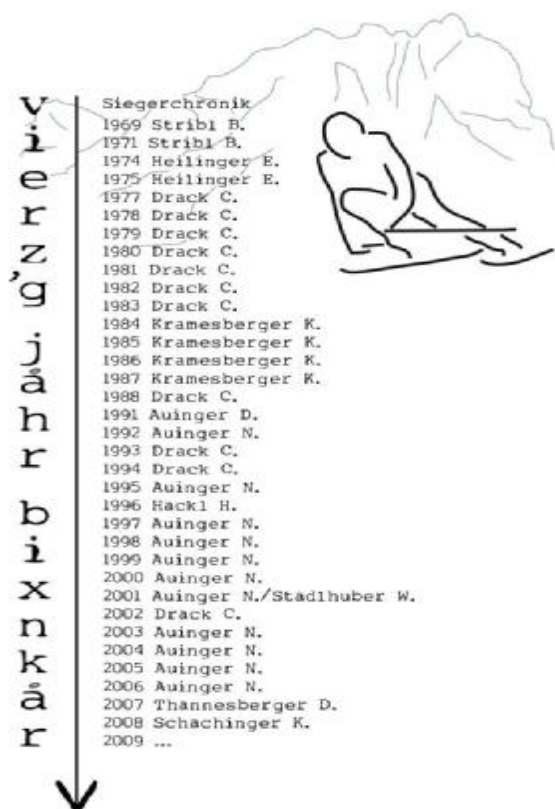 vierz'g jåhr bixnkår
Siegerchronik
1969 Stribl B.
1971 Stribl B.
1974 Heilinger E.
1975 Heilinger E.
1977 Drack C.
1978 Drack C.
1979 Drack C.
1980 Drack C.
1981 Drack C.
1982 Drack C.
1983 Drack C.
1984 Kramesberger K.
1985 Kramesberger K.
1986 Kramesberger K.
1987 Kramesberger K.
1988 Drack C.
1991 Auinger D.
1992 Auinger N.
1993 Drack C.
1994 Drack C.
1995 Auinger N.
1996 Hackl H.
1997 Auinger N.
1998 Auinger N.
1999 Auinger N.
2000 Auinger N.
2001 Auinger N./Stadlhuber W.
2002 Drack C.
2003 Auinger N.
2004 Auinger N.
2005 Auinger N.
2006 Auinger N.
2007 Thannesberger D.
2008 Schachinger K.
2009 ...